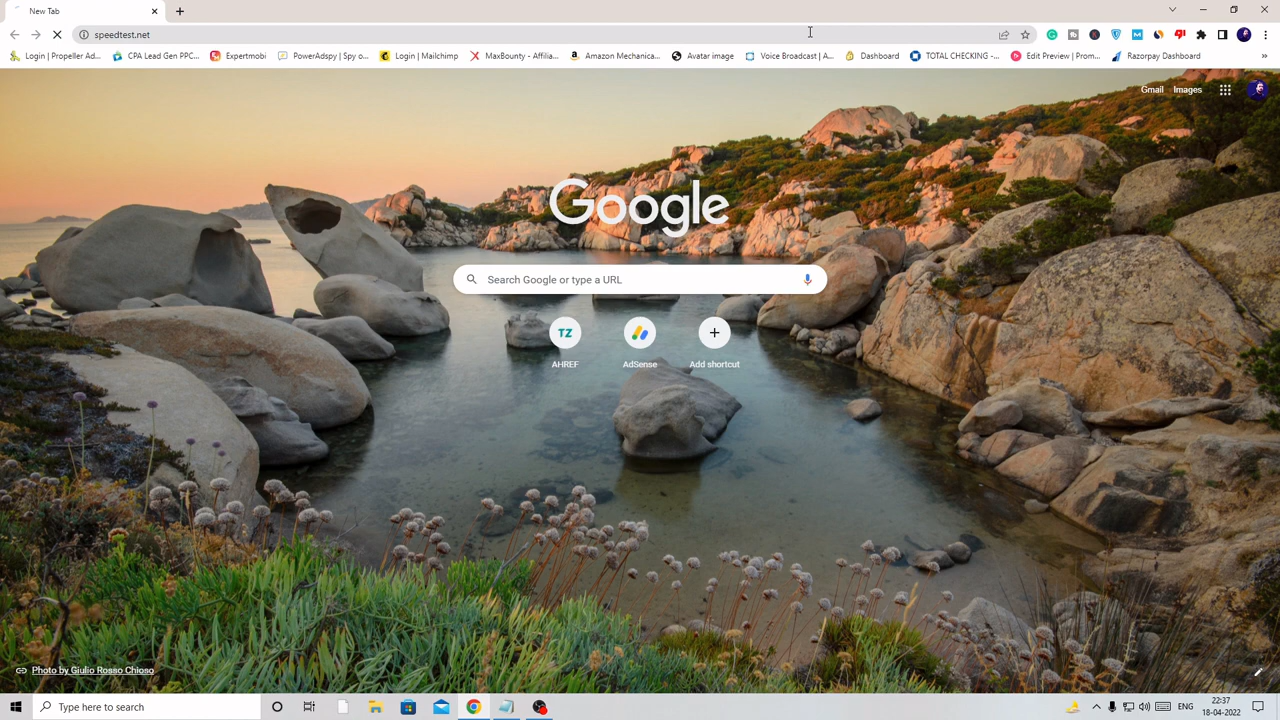 New Tab
speedtest.net
Login | Propeller Ad...
CPA Lead Gen PPC...
Expertmobi
PowerAdspy | Spy o...
Login | Mailchimp
MaxBounty - Affilia...
Amazon Mechanica...
Avatar image
Voice Broadcast | A...
Dashboard
TOTAL CHECKING -...
Edit Preview | Prom...
Razorpay Dashboard
»
Gmail
Images
Google
Search Google or type a URL
TZ
AHREF
AdSense
Add shortcut
Photo by Giulio Rosso Chioso
Type here to search
ENG
22:37
18-04-2022